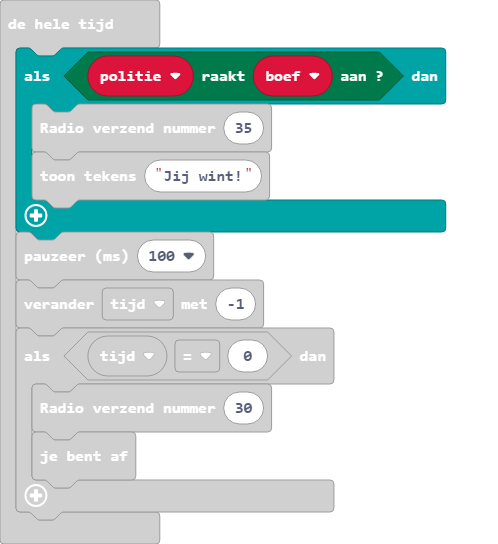 de hele tijd
als politie raakt boef aan ? dan
Radio verzend nummer 35
toon tekens "Jij wint!"
pauzeer (ms) 100
verander tijd met -1
als tijd = 0 dan
Radio verzend nummer 30
je bent af